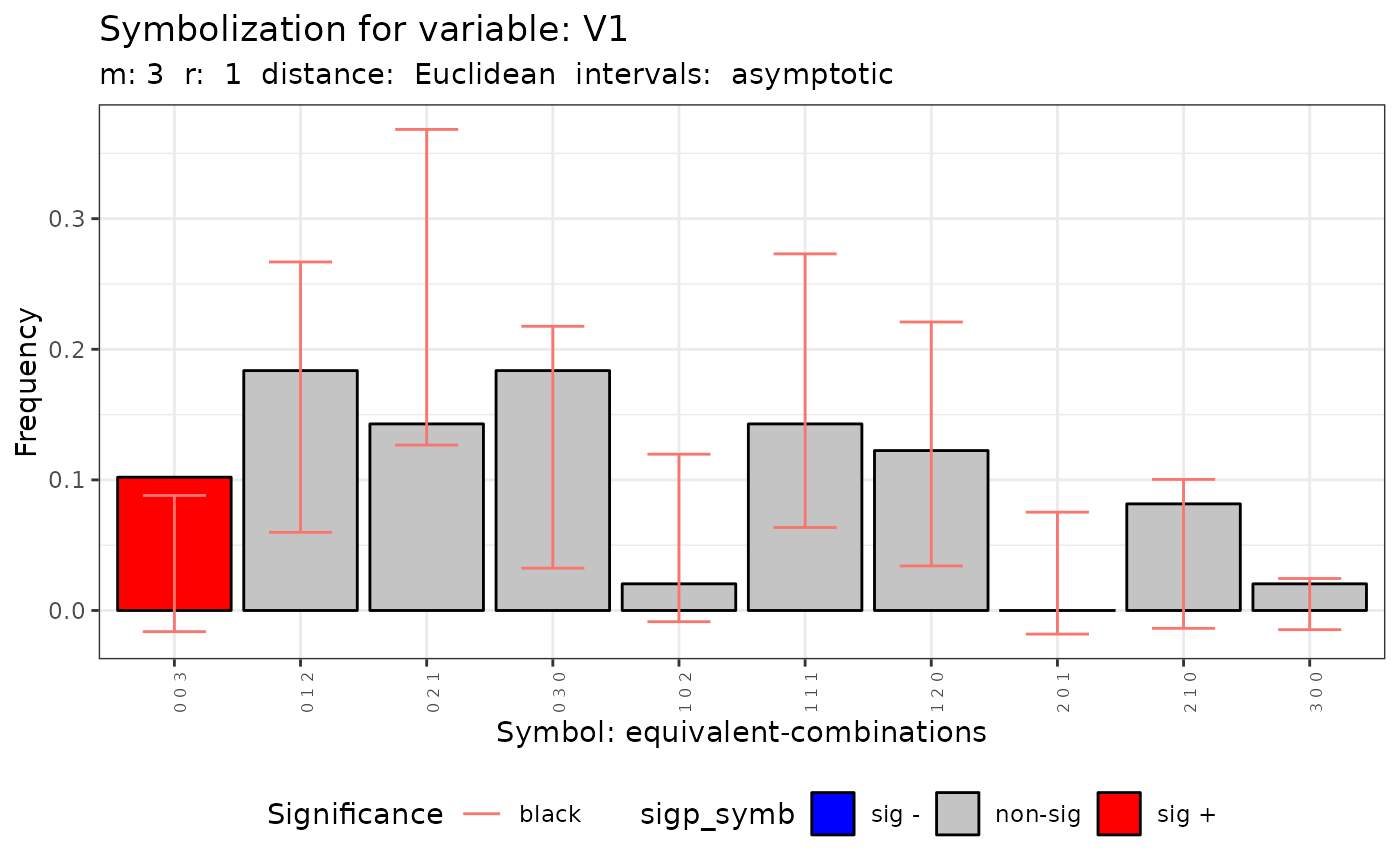 Symbolization for variable: V1
m: 3 r: 1 distance: Euclidean intervals: asymptotic
Frequency
0.3
0.2
0.1
0.0
0 0 3
0 1 2
0 2 1
0 3 0
1 0 2
1 1 1
1 2 0
2 0 1
2 1 0
3 0 0
Symbol: equivalent-combinations
Significance black sigp_symb sig - non-sig sig +